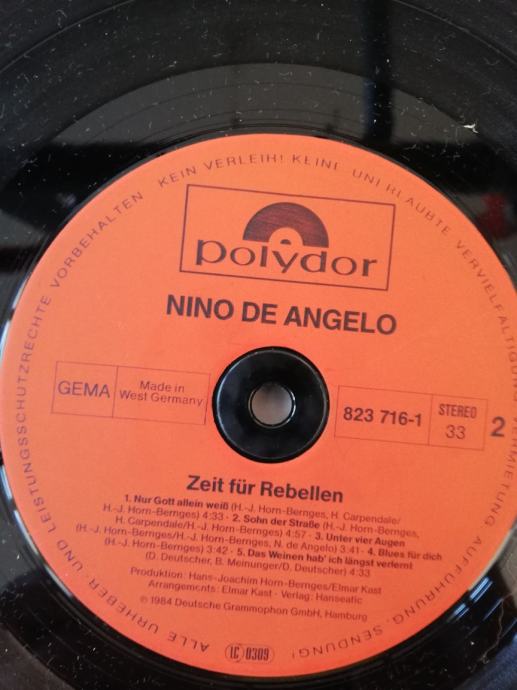 ALLE URHEBER- UND LEISTUNGSSCHUTZRECHTE VORBEHALTEN · KEIN VERLEIH! KEINE UNERLAUBTE VERVIELFÄLTIGUNG, VERMIETUNG, AUFFÜHRUNG, SENDUNG!
polydor
NINO DE ANGELO
GEMA
Made in
West Germany
823 716-1
STEREO
33
2
Zeit für Rebellen
1. Nur Gott allein weiß (H.-J. Horn-Bernges, H. Carpendale/
H.-J. Horn-Bernges) 4:33 · 2. Sohn der Straße (H.-J. Horn-Bernges,
H. Carpendale/H.-J. Horn-Bernges) 4:57 · 3. Unter vier Augen
(H.-J. Horn-Bernges/H.-J. Horn-Bernges, N. de Angelo) 3:41 · 4. Blues für dich
(H.-J. Horn-Bernges) 3:42 · 5. Das Weinen hab' ich längst verlernt
(D. Deutscher, B. Meinunger/D. Deutscher) 4:33
Produktion: Hans-Joachim Horn-Bernges/Elmar Kast
Arrangements: Elmar Kast · Verlag: Hanseatic
℗ 1984 Deutsche Grammophon GmbH, Hamburg
LC 0309